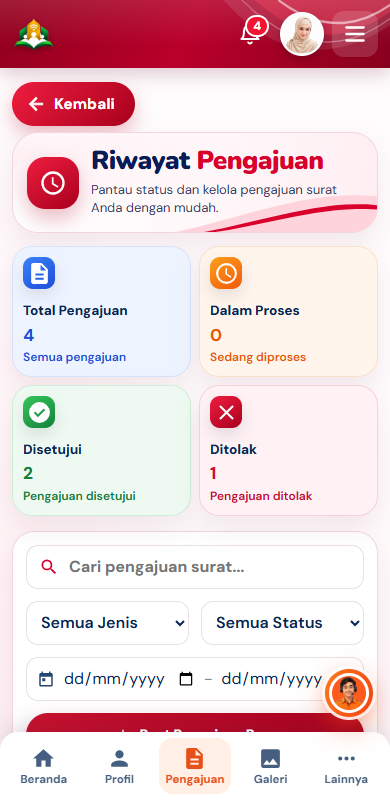 4
Kembali
Riwayat Pengajuan
Pantau status dan kelola pengajuan surat
Anda dengan mudah.
Total Pengajuan
4
Semua pengajuan
Dalam Proses
0
Sedang diproses
Disetujui
2
Pengajuan disetujui
Ditolak
1
Pengajuan ditolak
Cari pengajuan surat...
Semua Jenis
Semua Status
dd/mm/yyyy – dd/mm/yyyy
Beranda
Profil
Pengajuan
Galeri
Lainnya